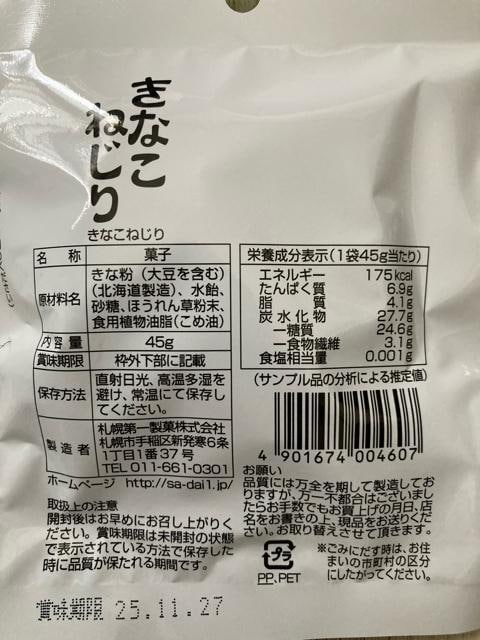 きなこ
ねじり
きなこねじり
名称 菓子
原材料名 きな粉（大豆を含む）
（北海道製造）、水飴、
砂糖、ほうれん草粉末、
食用植物油脂（こめ油）
内容量 45g
賞味期限 枠外下部に記載
保存方法 直射日光、高温多湿を
避け、常温にて保存し
てください。
製造者 札幌第一製菓株式会社
札幌市手稲区新発寒6条
1丁目1番37号
TEL 011-661-0301
ホームページ http://sa-dai1.jp/
取扱上の注意
開封後はお早めにお召し上がりく
ださい。賞味期限は未開封の状態
で表示されている方法で保存した
時に品質が保たれる期間です。
栄養成分表示（1袋45g当たり）
エネルギー 175kcal
たんぱく質 6.9g
脂質 4.1g
炭水化物 27.7g
－糖質 24.6g
－食物繊維 3.1g
食塩相当量 0.001g
（サンプル品の分析による推定値）
4 901674 004607
お願い
品質には万全を期して製造してお
りますが、万一不都合はございまし
たらお手数でもお買上げの月日、店
名をお書きの上、現品をお送りくだ
さい。お取り替えさせて頂きます。
プラ
PP、PET
※ごみにだす時は、お住
まいの市町村の区分
にしたがってください。
賞味期限 25.11.27